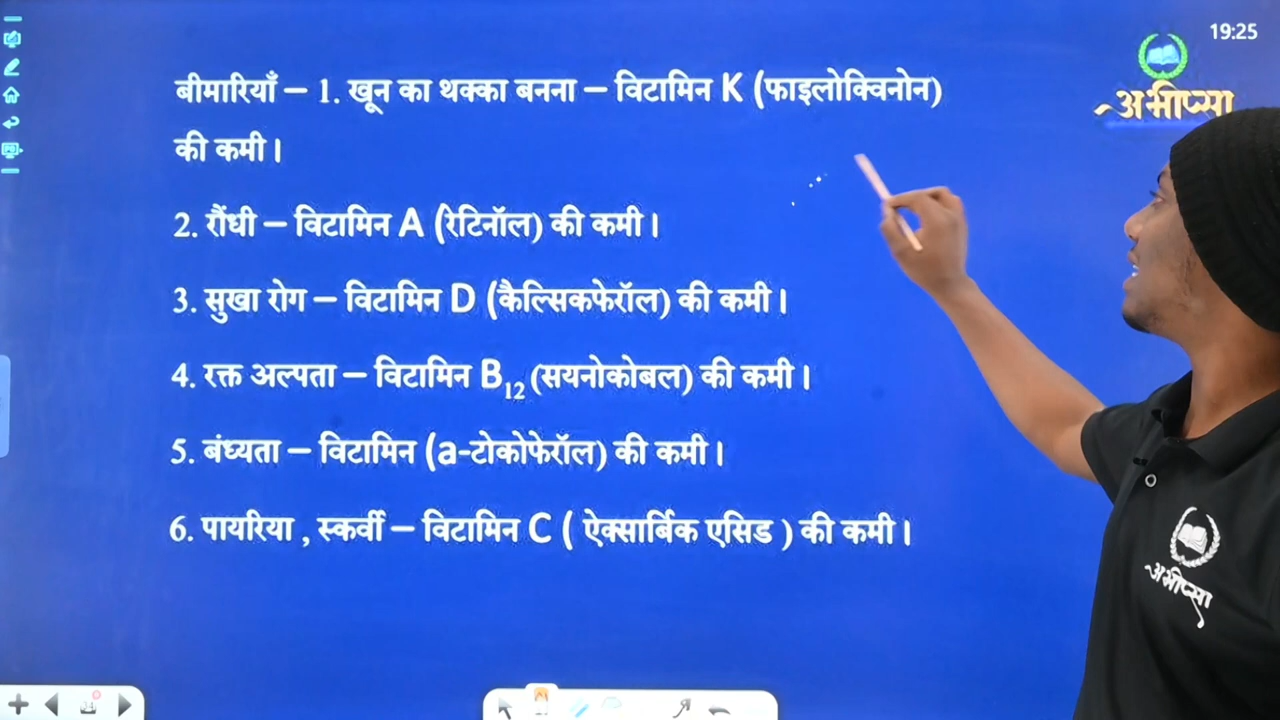 19:25
अभीप्सा
बीमारियाँ – 1. खून का थक्का बनना – विटामिन K (फाइलोक्विनोन)
की कमी।
2. रौंधी – विटामिन A (रेटिनॉल) की कमी।
3. सुखा रोग – विटामिन D (कैल्सिकफेरॉल) की कमी।
4. रक्त अल्पता – विटामिन B₁₂ (सयनोकोबल) की कमी।
5. बंध्यता – विटामिन (a-टोकोफेरॉल) की कमी।
6. पायरिया , स्कर्वी – विटामिन C ( ऐक्सार्बिक एसिड ) की कमी।
अभीप्सा